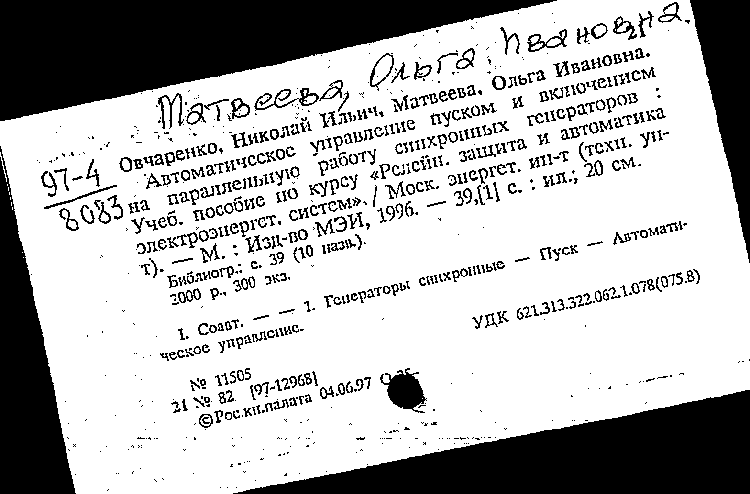 Матвеева, Ольга Ивановна.
97-4
8083
Овчаренко, Николай Ильич, Матвеева, Ольга Ивановна.
Автоматическое управление пуском и включением
на параллельную работу синхронных генераторов :
Учеб. пособие по курсу «Релейн. защита и автоматика
электроэнергет. систем». / Моск. энергет. ин-т (техн. ун-
т). — М. : Изд-во МЭИ, 1996. — 39,[1] с. : ил.; 20 см.
Библиогр.: с. 39 (10 назв.).
2000 р., 300 экз.
I. Соавт. — — 1. Генераторы синхронные — Пуск — Автомати-
ческое управление.
УДК 621.313.322.062.1.078(075.8)
№ 11505
21 № 82 [97-12968]
©Рос.кн.палата 04.06.97